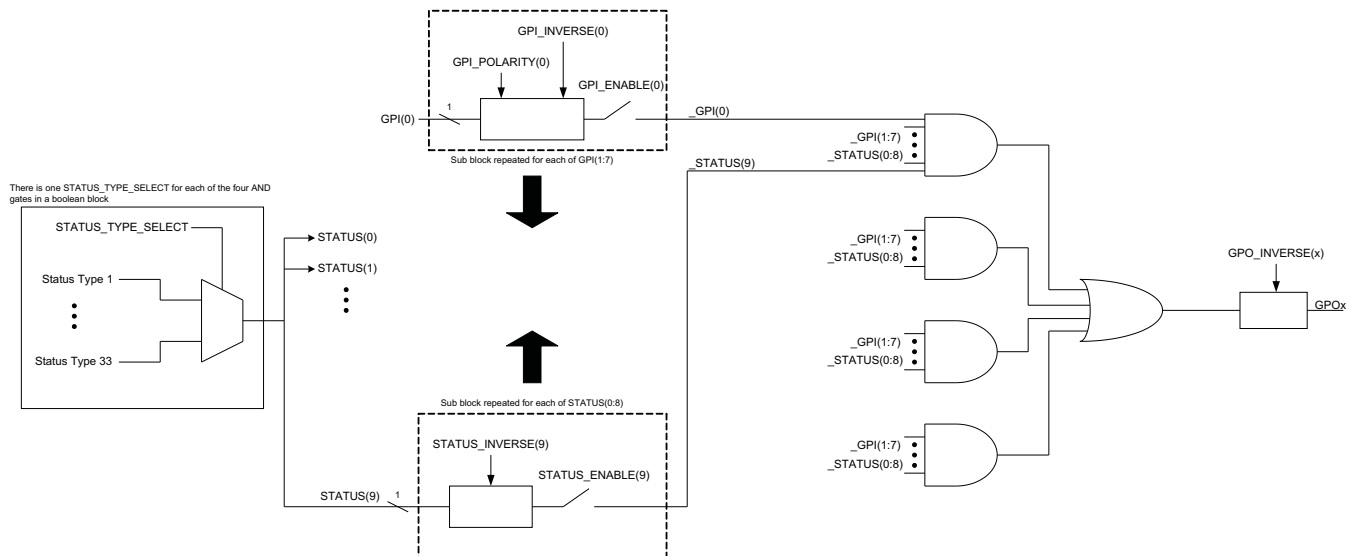 GPI_INVERSE(0)
GPI_POLARITY(0)
GPI_ENABLE(0)
GPI(0)
1
_GPI(0)
Sub block repeated for each of GPI(1:7)
_GPI(1:7)
_STATUS(0:8)
_STATUS(9)
There is one STATUS_TYPE_SELECT for each of the four AND
gates in a boolean block
STATUS_TYPE_SELECT
Status Type 1
Status Type 33
STATUS(0)
STATUS(1)
_GPI(1:7)
_STATUS(0:8)
GPO_INVERSE(x)
GPOx
_GPI(1:7)
_STATUS(0:8)
Sub block repeated for each of STATUS(0:8)
STATUS_INVERSE(9)
STATUS_ENABLE(9)
STATUS(9)
1
_GPI(1:7)
_STATUS(0:8)